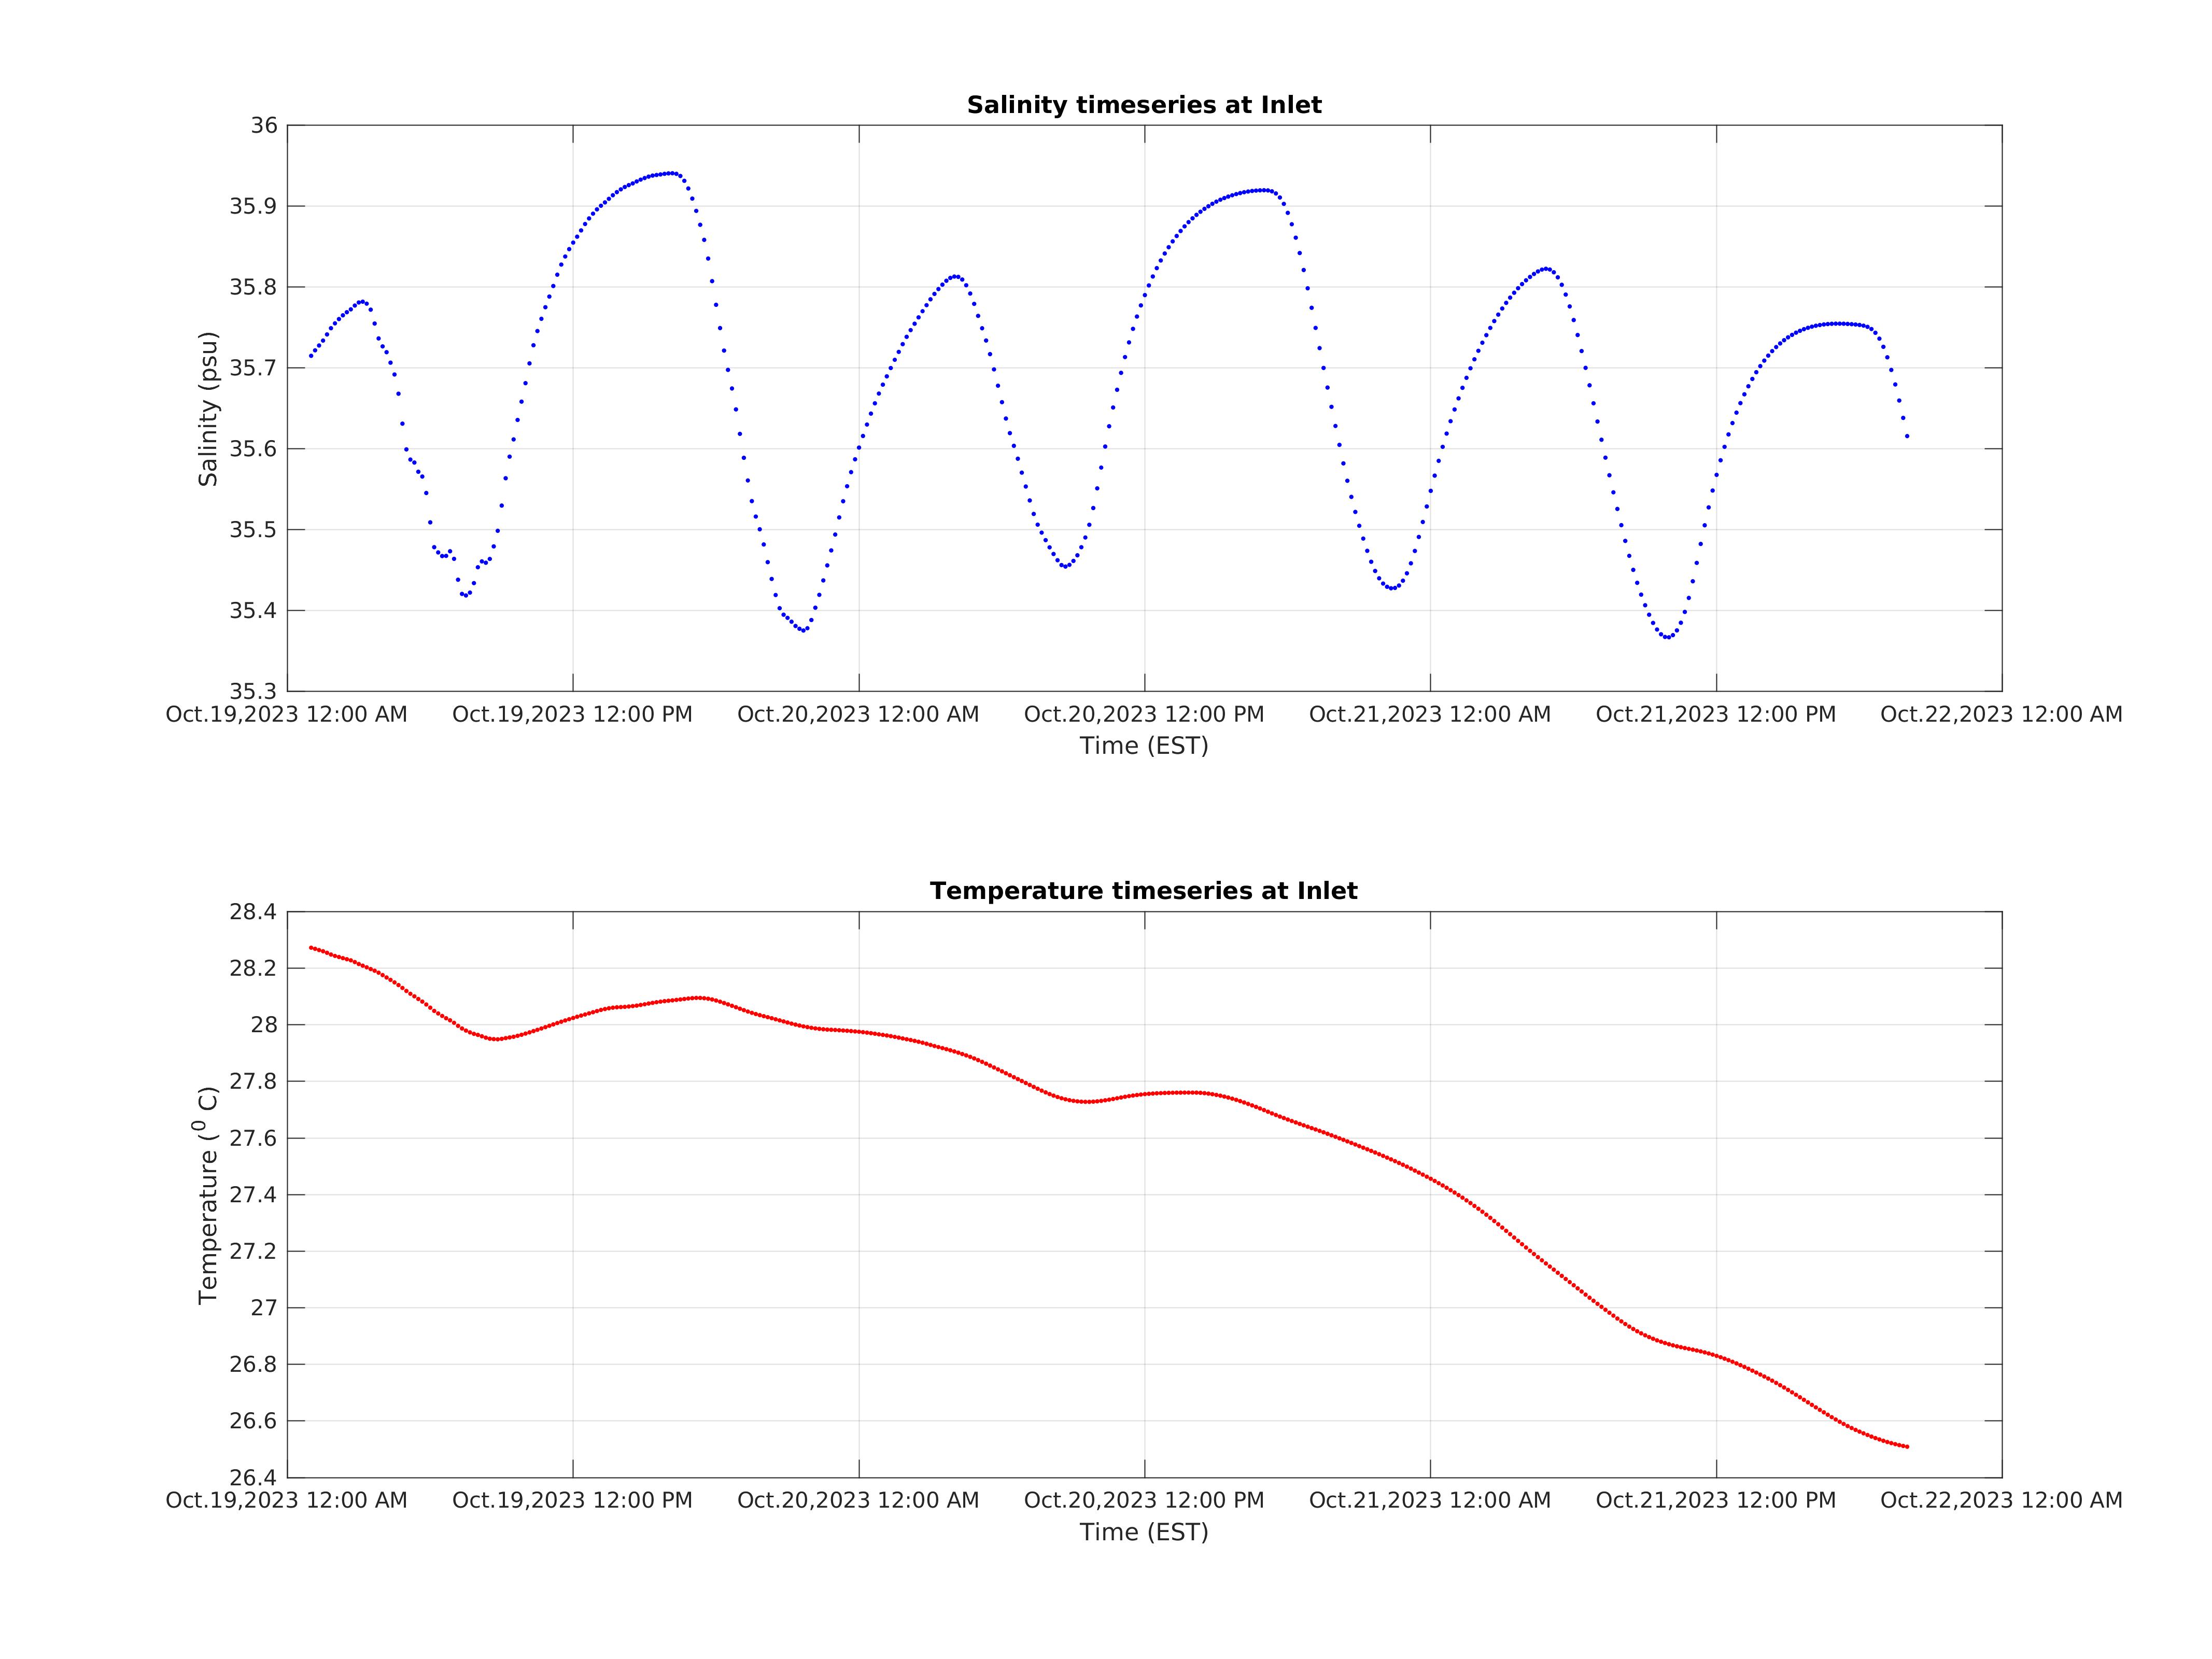 Salinity timeseries at Inlet
36
35.9
35.8
35.7
35.6
35.5
35.4
35.3
Salinity (psu)
Oct.19,2023 12:00 AM Oct.19,2023 12:00 PM Oct.20,2023 12:00 AM Oct.20,2023 12:00 PM Oct.21,2023 12:00 AM Oct.21,2023 12:00 PM Oct.22,2023 12:00 AM
Time (EST)
Temperature timeseries at Inlet
28.4
28.2
28
27.8
27.6
27.4
27.2
27
26.8
26.6
26.4
Temperature (⁰ C)
Oct.19,2023 12:00 AM Oct.19,2023 12:00 PM Oct.20,2023 12:00 AM Oct.20,2023 12:00 PM Oct.21,2023 12:00 AM Oct.21,2023 12:00 PM Oct.22,2023 12:00 AM
Time (EST)